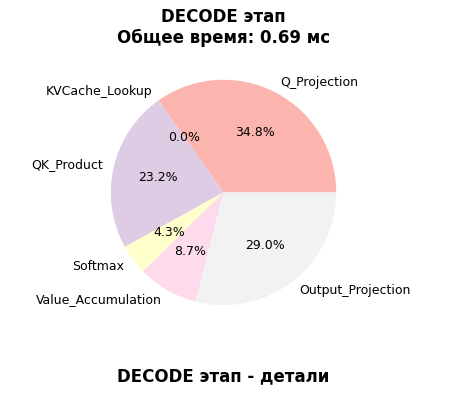 DECODE этап
Общее время: 0.69 мс
Q_Projection
KVCache_Lookup
34.8%
0.0%
QK_Product
23.2%
4.3%
29.0%
8.7%
Softmax
Output_Projection
Value_Accumulation
DECODE этап - детали